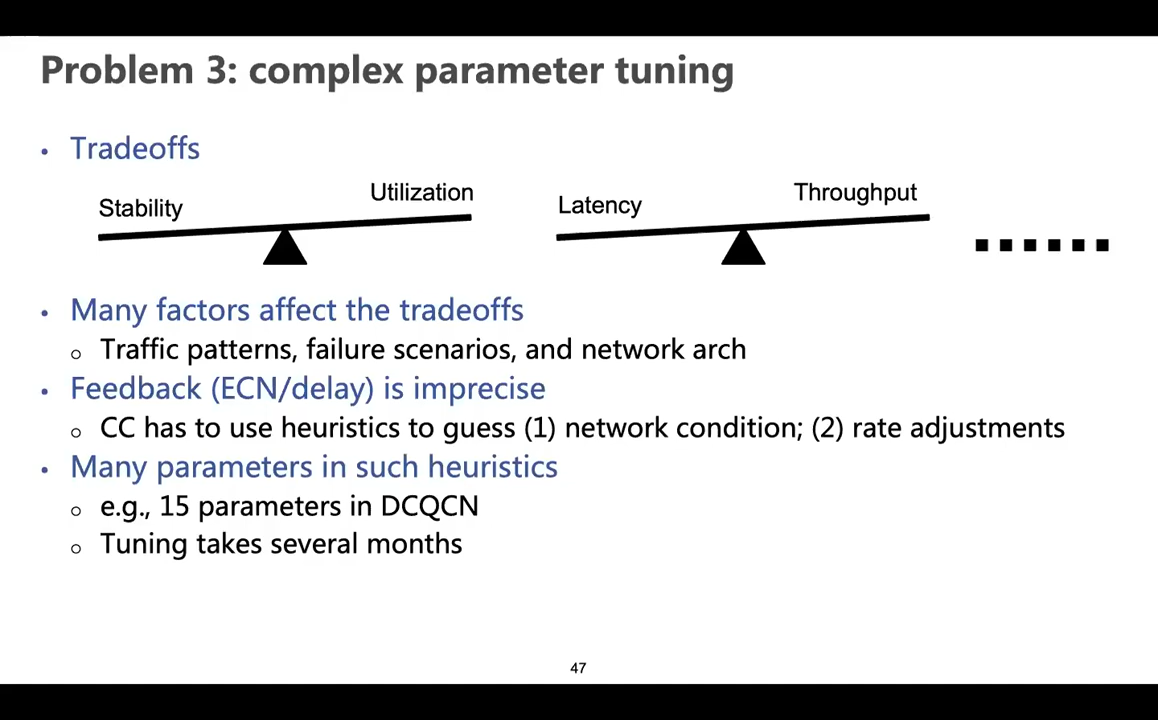 Problem 3: complex parameter tuning
• Tradeoffs
Stability
Utilization
Latency
Throughput
▪▪▪▪▪▪
• Many factors affect the tradeoffs
o Traffic patterns, failure scenarios, and network arch
• Feedback (ECN/delay) is imprecise
o CC has to use heuristics to guess (1) network condition; (2) rate adjustments
• Many parameters in such heuristics
o e.g., 15 parameters in DCQCN
o Tuning takes several months
47